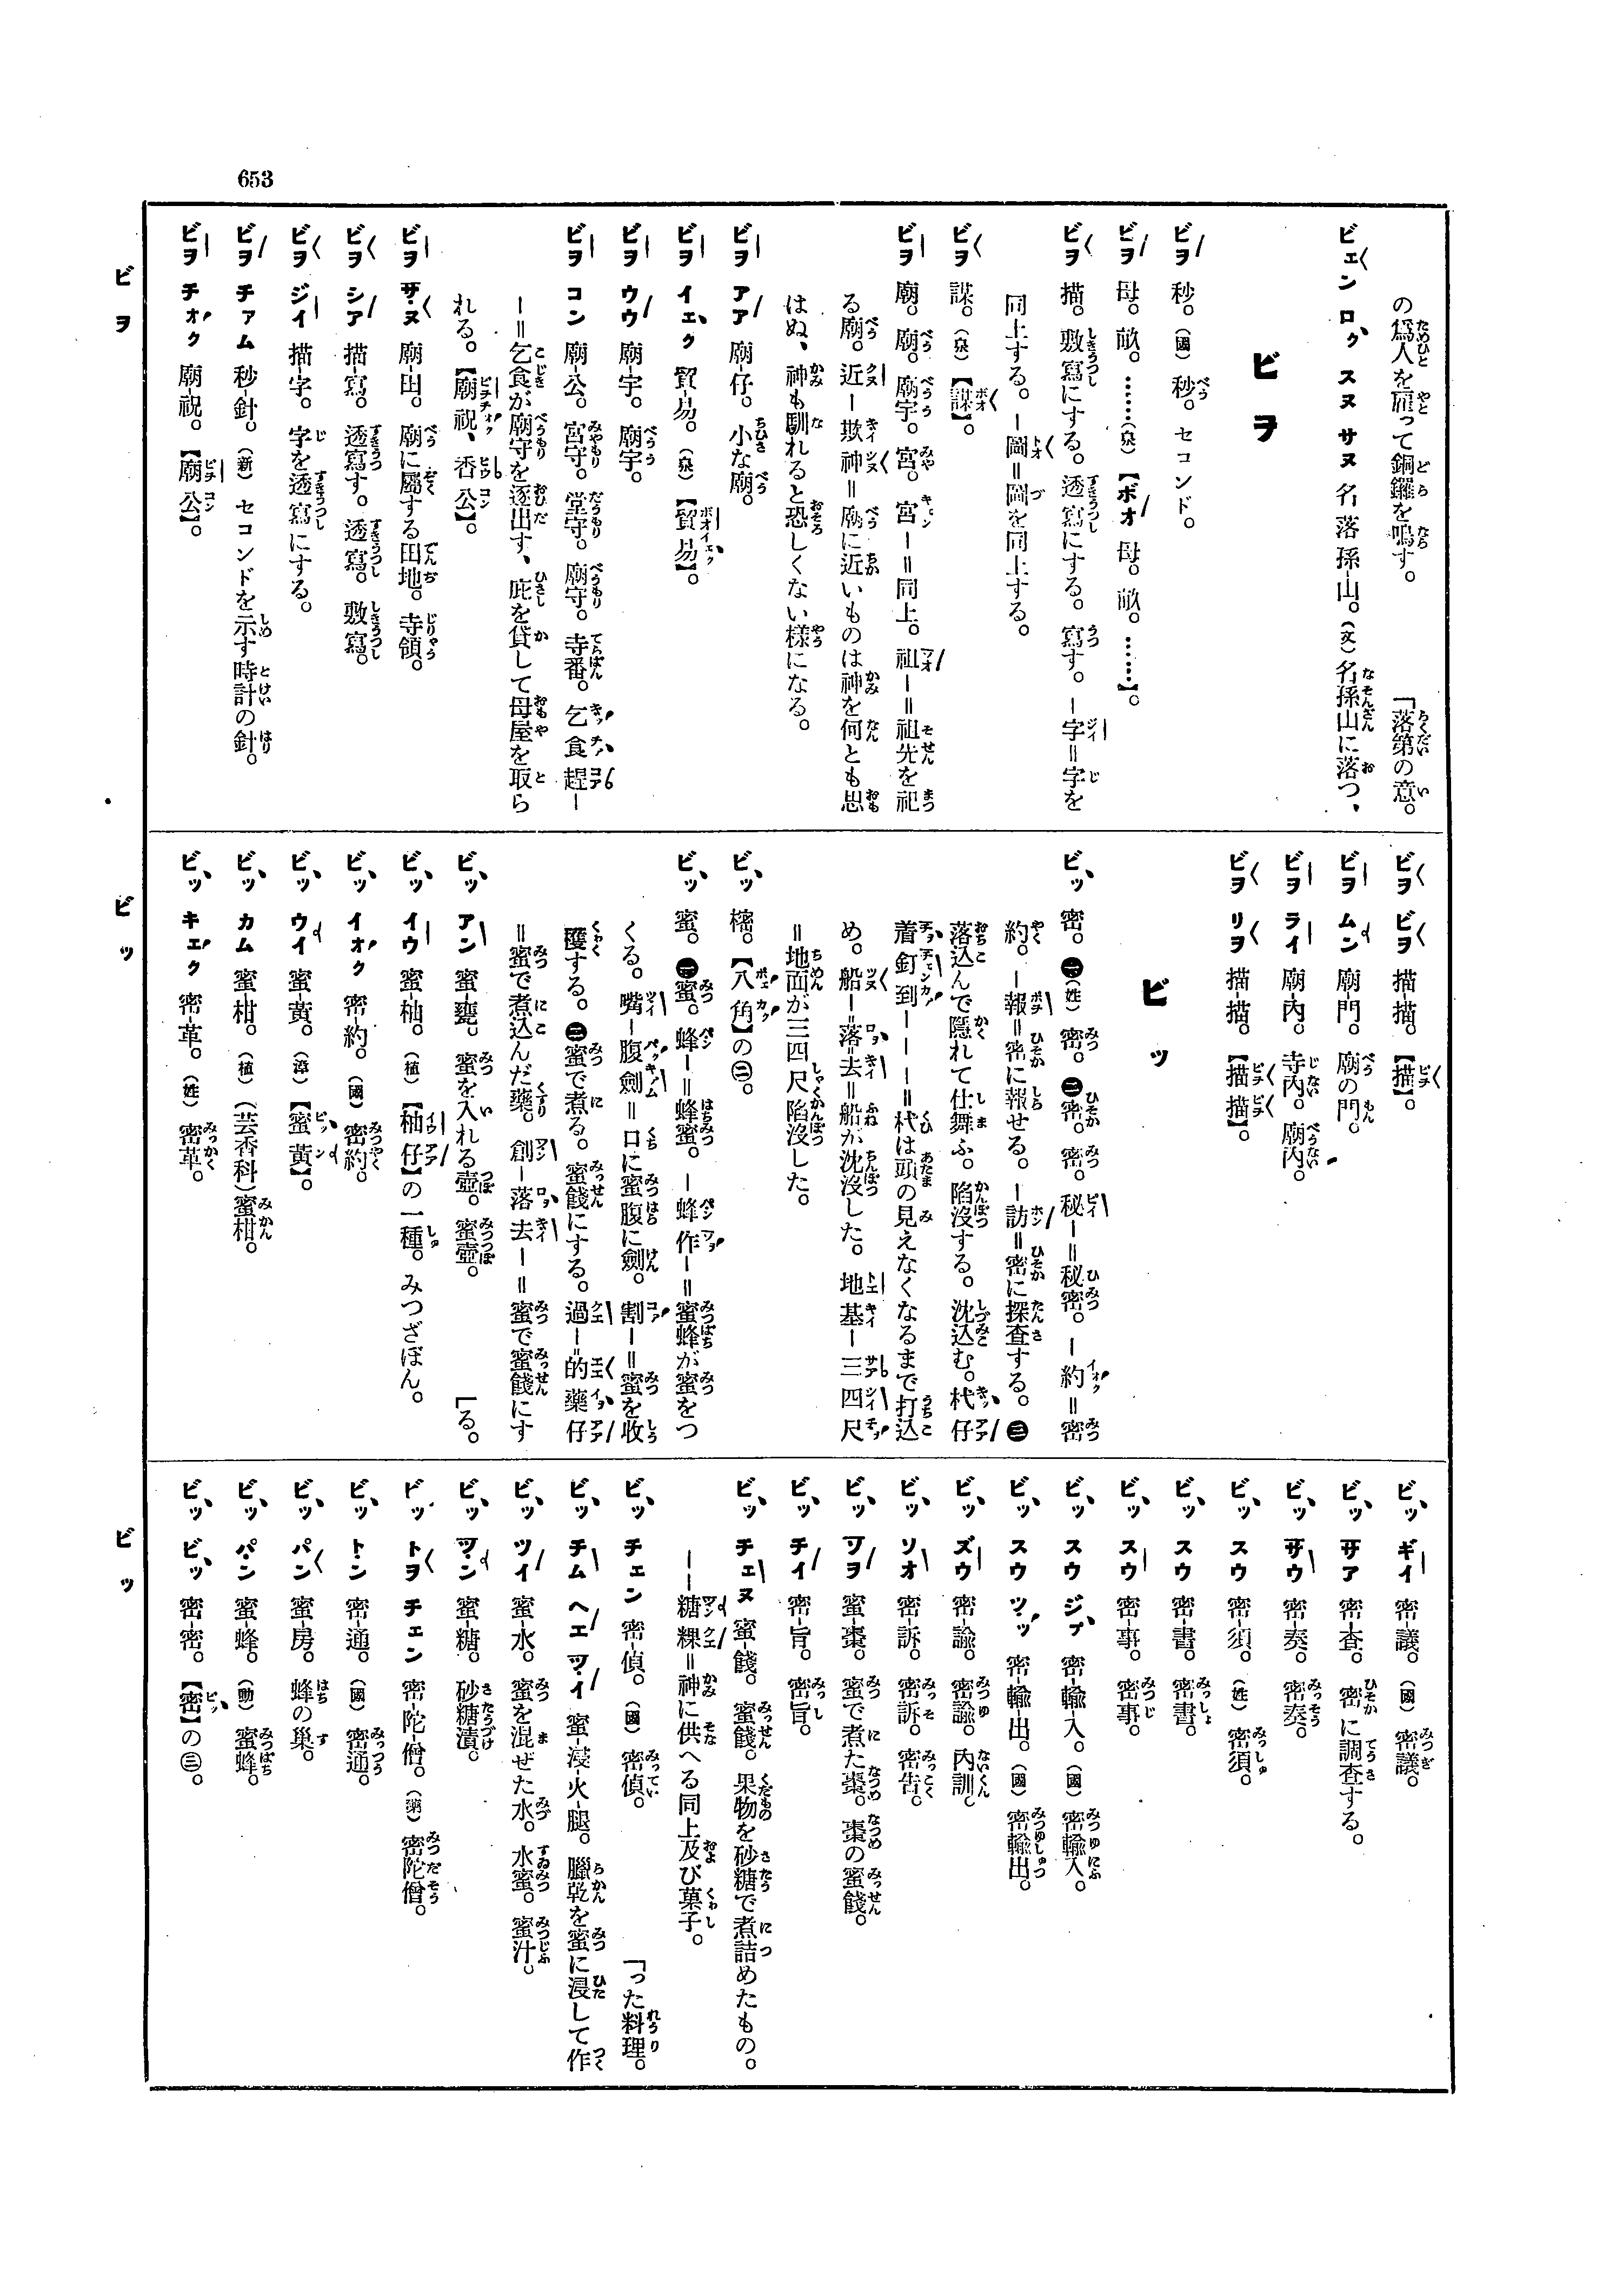 653
の爲人を雇って銅鑼を鳴す。 「落第の意。
ビェン ロク スヌ サヌ 名落孫-山。(文)名孫山に落つ、
ビヲ
ビヲ 秒。(國)秒。セコンド。
ビヲ 母。畝。……(泉)【ボオ 母。畝。……】。
ビヲ 描。敷寫にする。透寫にする。寫す。ー字=字を
同上する。ー圖=圖を同上する。
ビヲ 謀。(泉)【謀】。
ビヲ 廟。廟。廟宇。宮。宮ー=同上。祖ー=祖先を祀
る廟。近ー欺神=廟に近いものは神を何とも思
はぬ、神も馴れると恐しくない樣になる。
ビヲ アア 廟-仔。小な廟。
ビヲ イェク 貿-易。(泉)【貿易】。
ビヲ ウウ 廟-宇。廟宇。
ビヲ コン 廟-公。宮守。堂守。廟守。寺番。乞食趕ー
ー=乞食が廟守を逐出す、庇を貸して母屋を取ら
れる。【廟祝、香公】。
ビヲ サヌ 廟-田。廟に屬する田地。寺領。
ビヲ シア 描-寫。透寫す。透寫。敷寫。
ビヲ ジイ 描-字。字を透寫にする。
ビヲ チァム 秒-針。(新)セコンドを示す時計の針。
ビヲ チォク 廟-祝。【廟公】。
ビヲ ビヲ 描-描。【描】。
ビヲ ムン 廟-門。廟の門。
ビヲ ライ 廟-內。寺內。廟內。
ビヲ リヲ 描-描。【描描】。
ビッ
ビッ 密。㊀(姓)密。㊁密。密。秘ー=秘密。ー約=密
約。ー報=密に報せる。ー訪=密に探査する。㊂
落込んで隱れて仕舞ふ。陷沒する。沈込む。杙仔
着釘到ーーー=杙は頭の見えなくなるまで打込
め。船ー落去=船が沈沒した。地基ー三四尺
=地面が三四尺陷沒した。
ビッ 樒。【八角】の㊁。
ビッ 蜜。㊀蜜。蜂ー=蜂蜜。ー蜂作ー=蜜蜂が蜜をつ
くる。嘴ー腹劍=口に蜜腹に劍。割ー=蜜を收
穫する。㊁蜜で煮る。蜜餞にする。過ー的藥仔
=蜜で煮込んだ藥。創ー落去ー=蜜で蜜餞にす
ビッ アン 蜜-甕。蜜を入れる壺。蜜壺。 「る。
ビッ イウ 蜜-柚。(植)【柚仔】の一種。みつざぼん。
ビッ イォク 密-約。(國)密約。
ビッ ウイ 蜜-黃。(漳)【蜜黃】。
ビッ カム 蜜-柑。(植)(芸香科)蜜柑。
ビッ キェク 密-革。(姓)密革。
ビッ ギイ 密-議。(國)密議。
ビッ サア 密-査。密に調査する。
ビッ サウ 密-奏。密奏。
ビッ スウ 密-須。(姓)密須。
ビッ スウ 密-書。密書。
ビッ スウ 密-事。密事。
ビッ スウ ジプ 密-輸-入。(國)密輸入。
ビッ スウ ツッ 密-輸-出。(國)密輸出。
ビッ ズウ 密-諭。密諭。內訓。
ビッ ソオ 密-訴。密訴。密告。
ビッ ツヲ 蜜-棗。蜜で煮た棗。棗の蜜餞。
ビッ チイ 密-旨。密旨。
ビッ チェヌ 蜜-餞。蜜餞。果物を砂糖で煮詰めたもの。
ーー糖粿=神に供へる同上及び菓子。
ビッ チェン 密-偵。(國)密偵。 「った料理。
ビッ チム ヘエ ツイ 蜜-浸-火-腿。臘乾を蜜に浸して作
ビッ ツイ 蜜-水。蜜を混ぜた水。水蜜。蜜汁。
ビッ ツン 蜜-糖。砂糖漬。
ビッ トヲ チェン 密-陀-僧。(藥)密陀僧。
ビッ トン 密-通。(國)密通。
ビッ パン 蜜-房。蜂の巢。
ビッ パン 蜜-蜂。(動)蜜蜂。
ビッ ビッ 密-密。【密】の㊂。
ビヲ
ビッ
ビッ